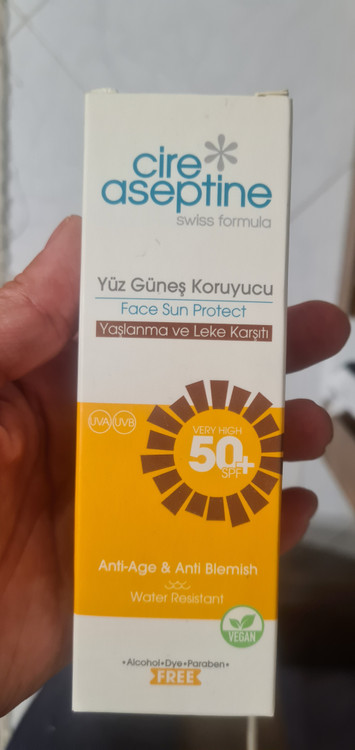 cire
aseptine
swiss formula
Yüz Güneş Koruyucu
Face Sun Protect
Yaşlanma ve Leke Karşıtı
UVA UVB
VERY HIGH
50+
SPF
Anti-Age & Anti Blemish
Water Resistant
VEGAN
•Alcohol•Dye•Paraben•
FREE